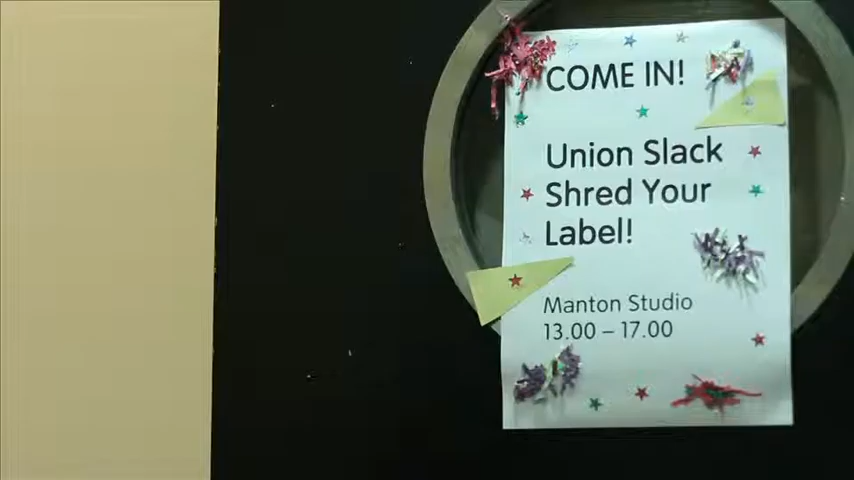 COME IN!
Union Slack
Shred Your
Label!
Manton Studio
13.00 – 17.00